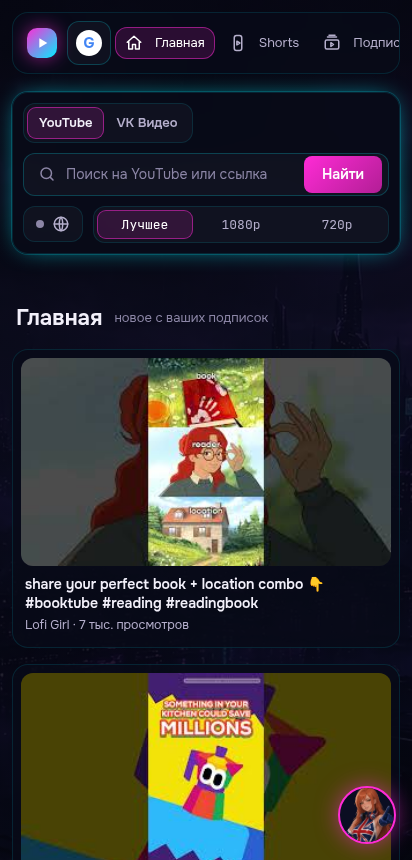 G
Главная
Shorts
Подпис
YouTube
VK Видео
Поиск на YouTube или ссылка
Найти
Лучшее
1080p
720p
Главная
новое с ваших подписок
book
reader
location
share your perfect book + location combo 👇
#booktube #reading #readingbook
Lofi Girl · 7 тыс. просмотров
SOMETHING IN YOUR
KITCHEN COULD SAVE
MILLIONS